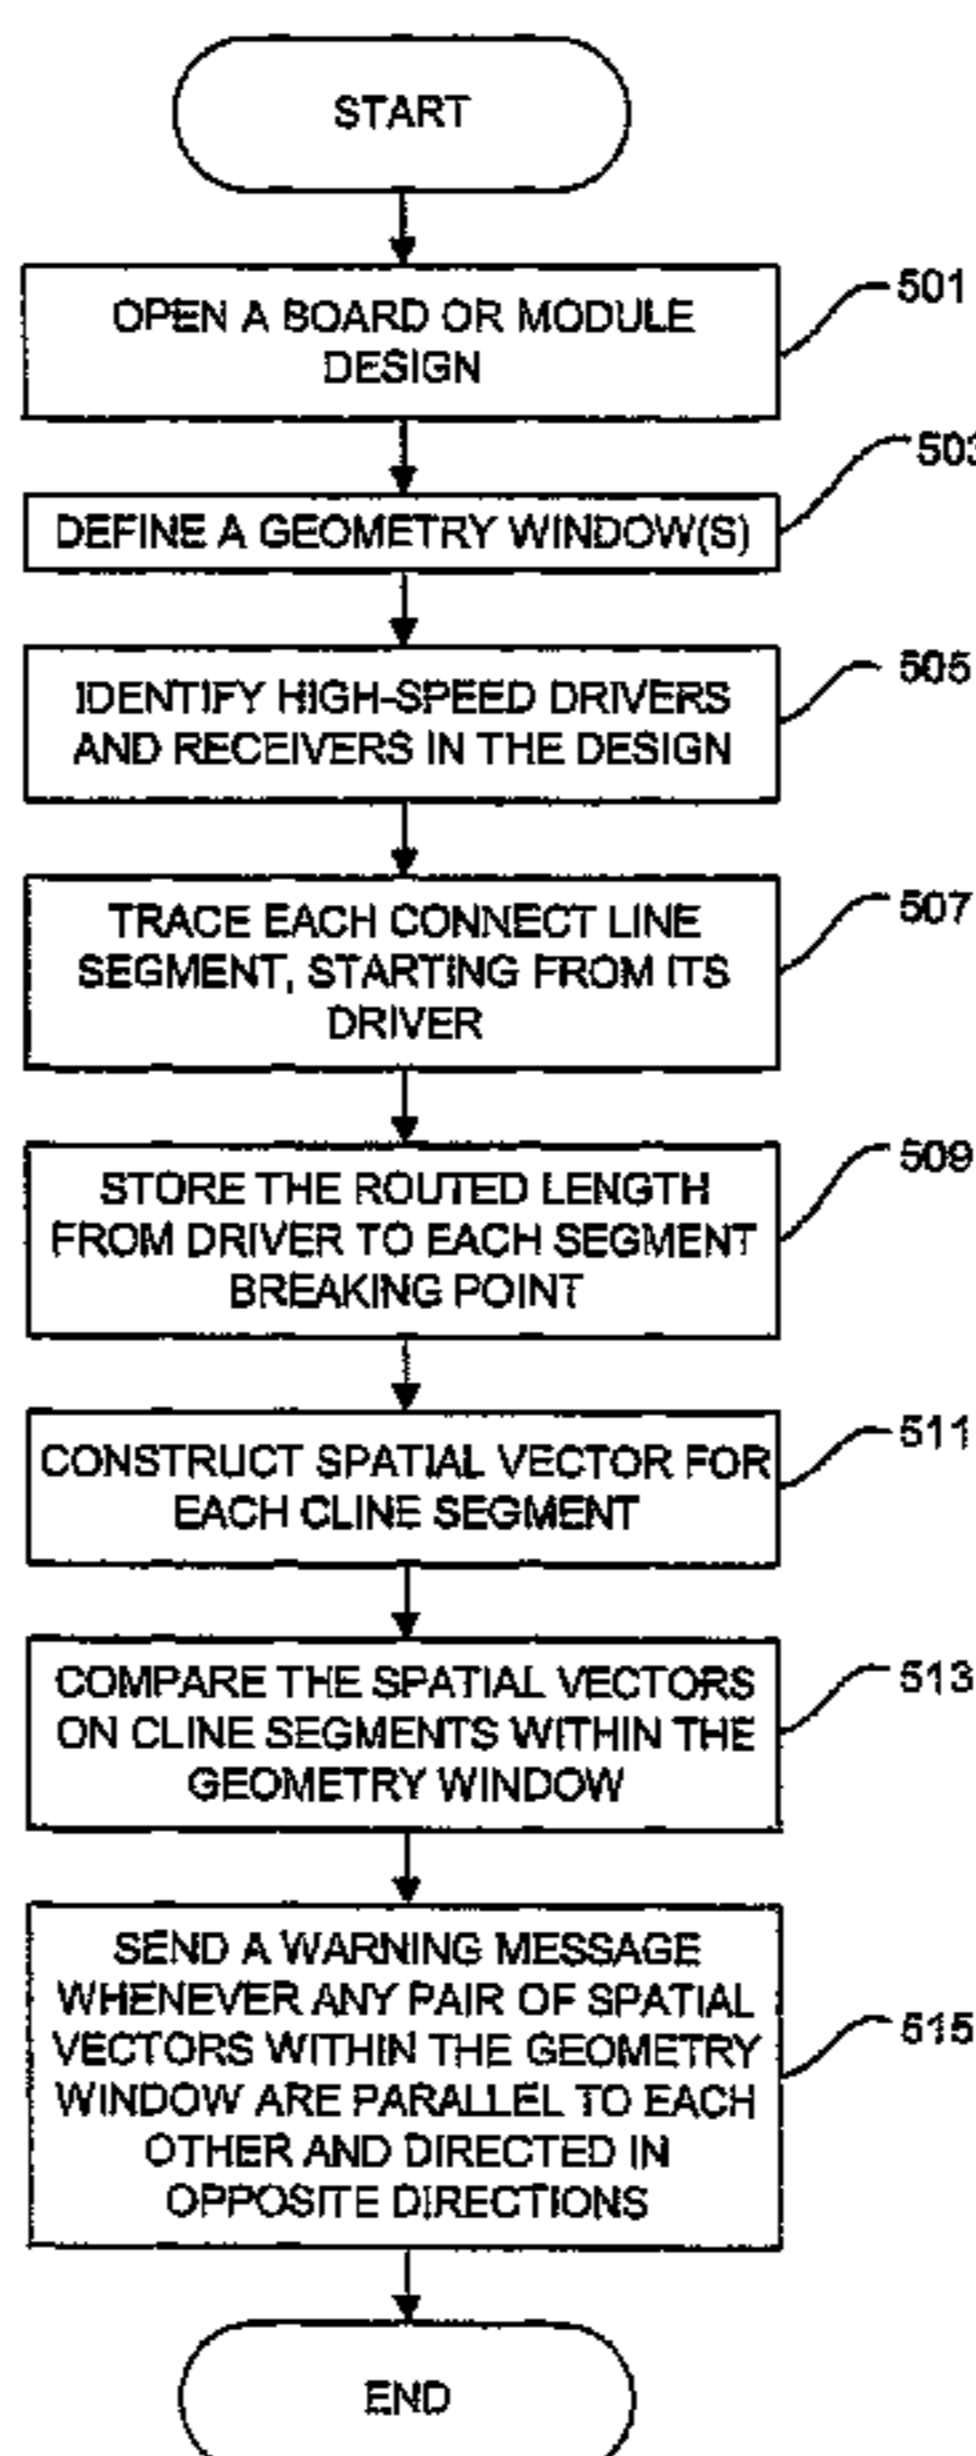 START
OPEN A BOARD OR MODULE
DESIGN
501
DEFINE A GEOMETRY WINDOW(S)
503
IDENTIFY HIGH-SPEED DRIVERS
AND RECEIVERS IN THE DESIGN
505
TRACE EACH CONNECT LINE
SEGMENT, STARTING FROM ITS
DRIVER
507
STORE THE ROUTED LENGTH
FROM DRIVER TO EACH SEGMENT
BREAKING POINT
509
CONSTRUCT SPATIAL VECTOR FOR
EACH CLINE SEGMENT
511
COMPARE THE SPATIAL VECTORS
ON CLINE SEGMENTS WITHIN THE
GEOMETRY WINDOW
513
SEND A WARNING MESSAGE
WHENEVER ANY PAIR OF SPATIAL
VECTORS WITHIN THE GEOMETRY
WINDOW ARE PARALLEL TO EACH
OTHER AND DIRECTED IN
OPPOSITE DIRECTIONS
515
END